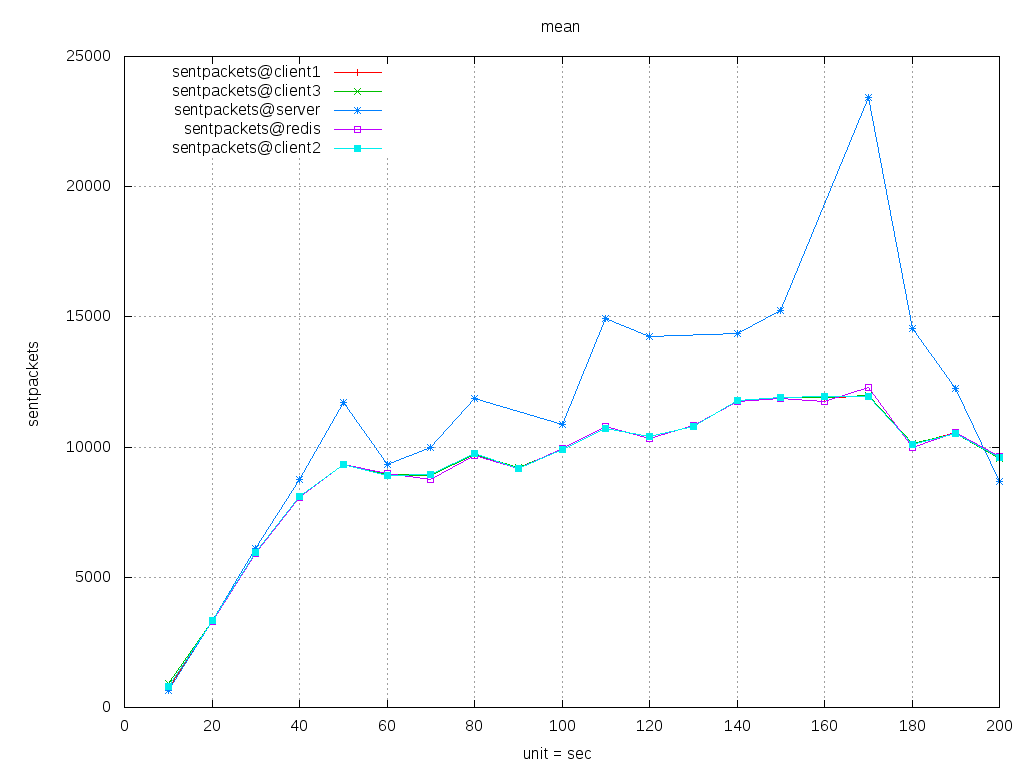 mean
25000
20000
15000
10000
5000
0
sentpackets
sentpackets@client1
sentpackets@client3
sentpackets@server
sentpackets@redis
sentpackets@client2
0 20 40 60 80 100 120 140 160 180 200
unit = sec